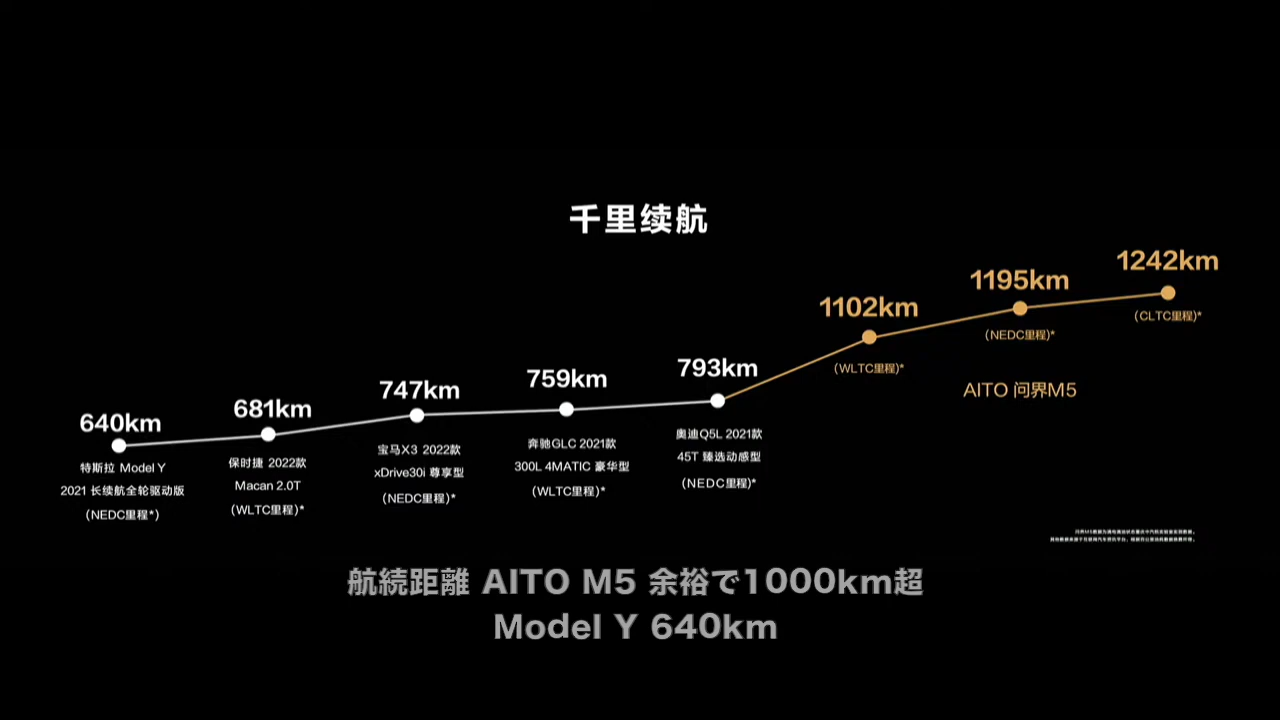 千里续航
640km
特斯拉 Model Y
2021 长续航全轮驱动版
(NEDC里程*)
681km
保时捷 2022款
Macan 2.0T
(WLTC里程)*
747km
宝马X3 2022款
xDrive30i 尊享型
(NEDC里程)*
759km
奔驰GLC 2021款
300L 4MATIC 豪华型
(WLTC里程)*
793km
奥迪Q5L 2021款
45T 臻选动感型
(NEDC里程)*
1102km
(WLTC里程)*
1195km
(NEDC里程)*
1242km
(CLTC里程)*
AITO 问界M5
航続距離 AITO M5 余裕で1000km超
Model Y 640km